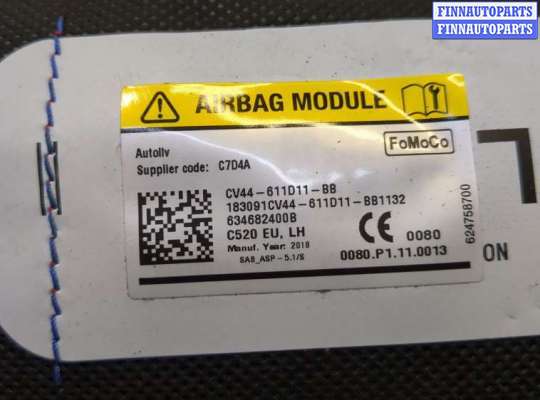 FINNAUTOPARTS
FINNAUTOPARTS
AIRBAG MODULE
Autoliv
Supplier code: C7D4A
FoMoCo
CV44-611D11-BB
183091CV44-611D11-BB1132
634682400B
C520 EU, LH
Manuf. Year: 2018
SAB_ASP-5.1/S
CE 0080
0080.P1.11.0013
624758700
ON